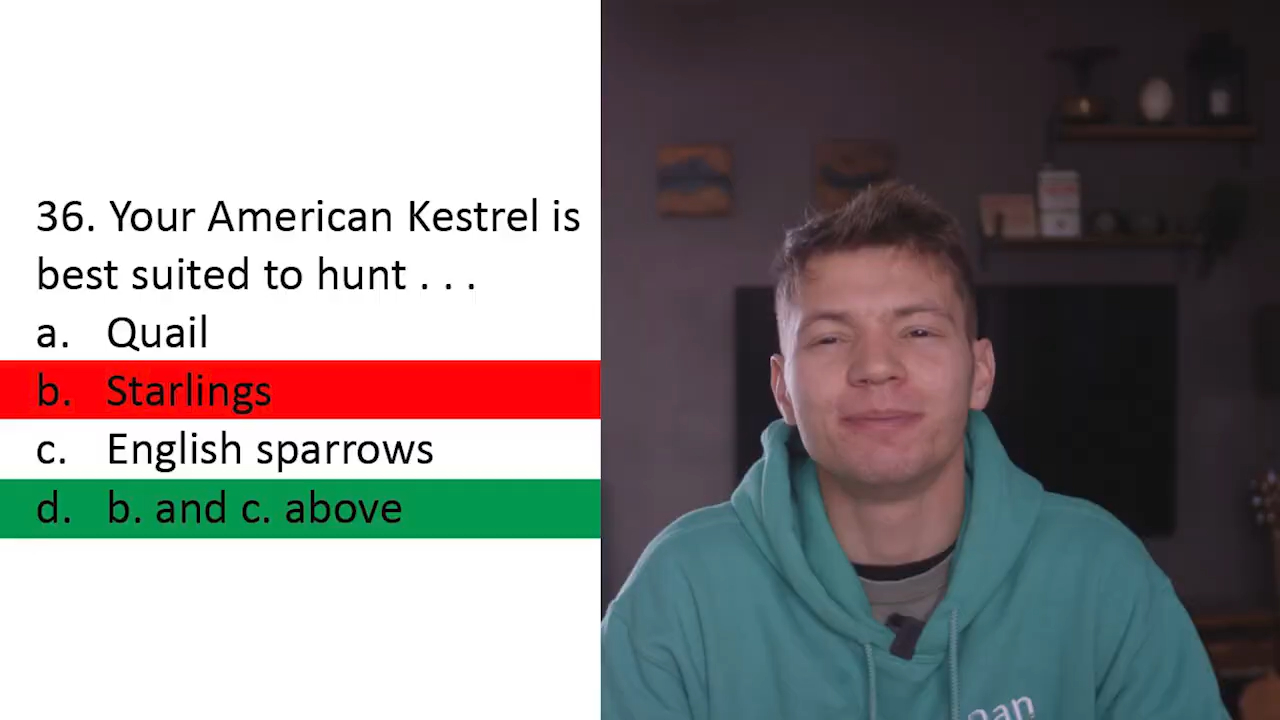 36. Your American Kestrel is
best suited to hunt . . .
a. Quail
b. Starlings
c. English sparrows
d. b. and c. above